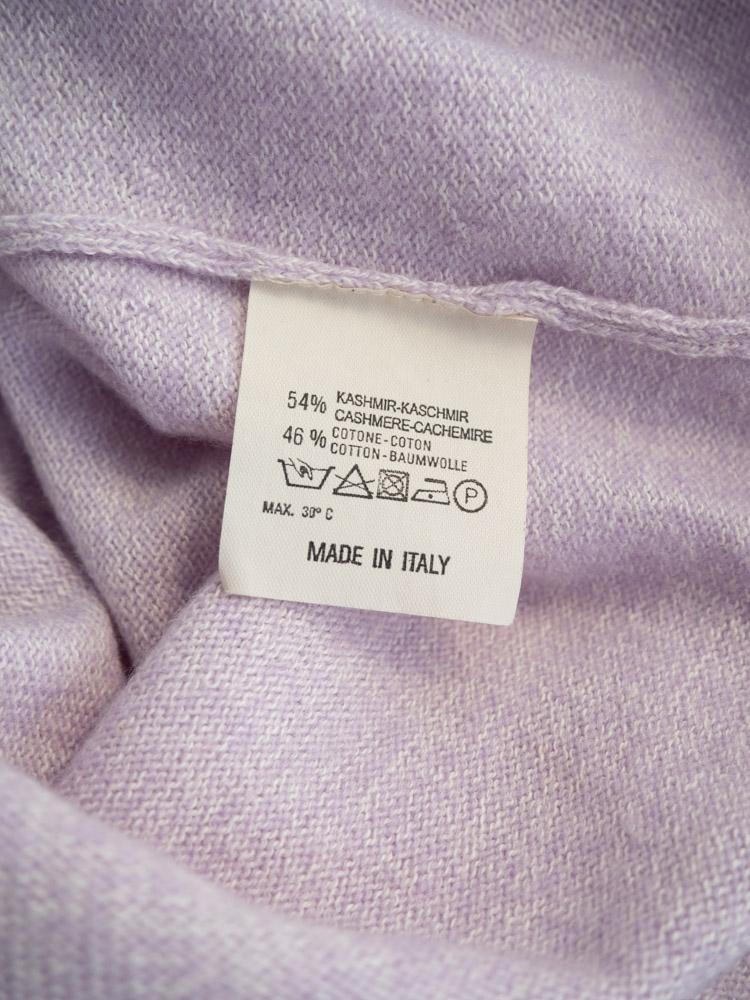 54% KASHMIR-KASCHMIR
CASHMERE-CACHEMIRE
46 % COTONE-COTON
COTTON-BAUMWOLLE
P
MAX. 30° C
MADE IN ITALY